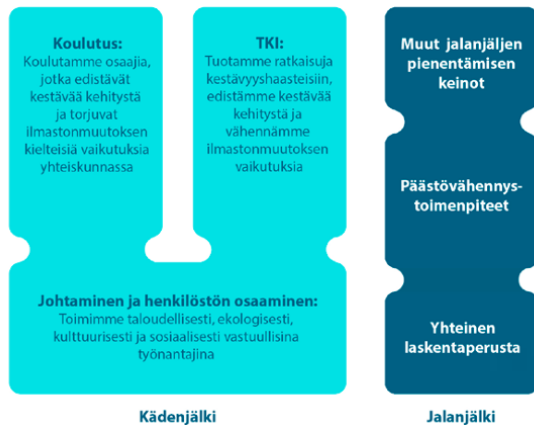 Koulutus:
Koulutamme osaajia,
jotka edistävät
kestävää kehitystä
ja torjuvat
ilmastonmuutoksen
kielteisiä vaikutuksia
yhteiskunnassa
TKI:
Tuotamme ratkaisuja
kestävyyshaasteisiin,
edistämme kestävää
kehitystä ja
vähennämme
ilmastonmuutoksen
vaikutuksia
Johtaminen ja henkilöstön osaaminen:
Toimimme taloudellisesti, ekologisesti,
kulttuurisesti ja sosiaalisesti vastuullisina
työnantajina
Kädenjälki
Muut jalanjäljen
pienentämisen
keinot
Päästövähennys-
toimenpiteet
Yhteinen
laskentaperusta
Jalanjälki